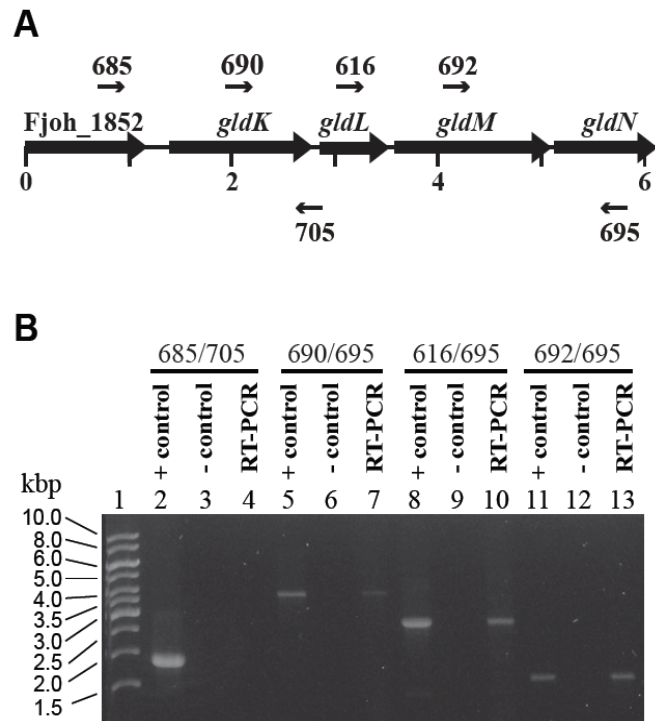 A
685 690 616 692
Fjoh_1852 gldK gldL gldM gldN
0 2 4 6
705 695
B
685/705 690/695 616/695 692/695
+ control - control RT-PCR + control - control RT-PCR + control - control RT-PCR + control - control RT-PCR
kbp 1 2 3 4 5 6 7 8 9 10 11 12 13
10.0
8.0
6.0
5.0
4.0
3.5
3.0
2.5
2.0
1.5